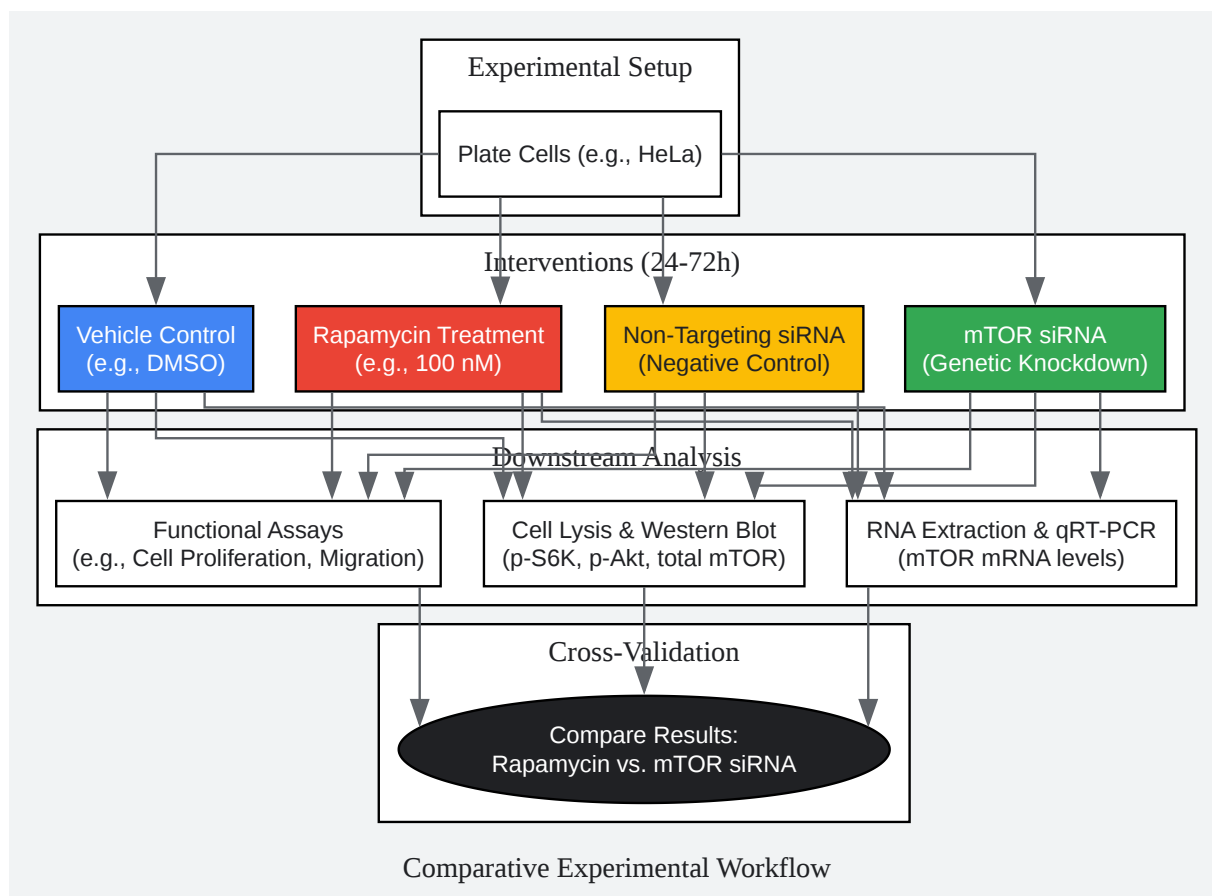 Experimental Setup
Plate Cells (e.g., HeLa)
Interventions (24-72h)
Vehicle Control
(e.g., DMSO)
Rapamycin Treatment
(e.g., 100 nM)
Non-Targeting siRNA
(Negative Control)
mTOR siRNA
(Genetic Knockdown)
Downstream Analysis
Functional Assays
(e.g., Cell Proliferation, Migration)
Cell Lysis & Western Blot
(p-S6K, p-Akt, total mTOR)
RNA Extraction & qRT-PCR
(mTOR mRNA levels)
Cross-Validation
Compare Results:
Rapamycin vs. mTOR siRNA
Comparative Experimental Workflow